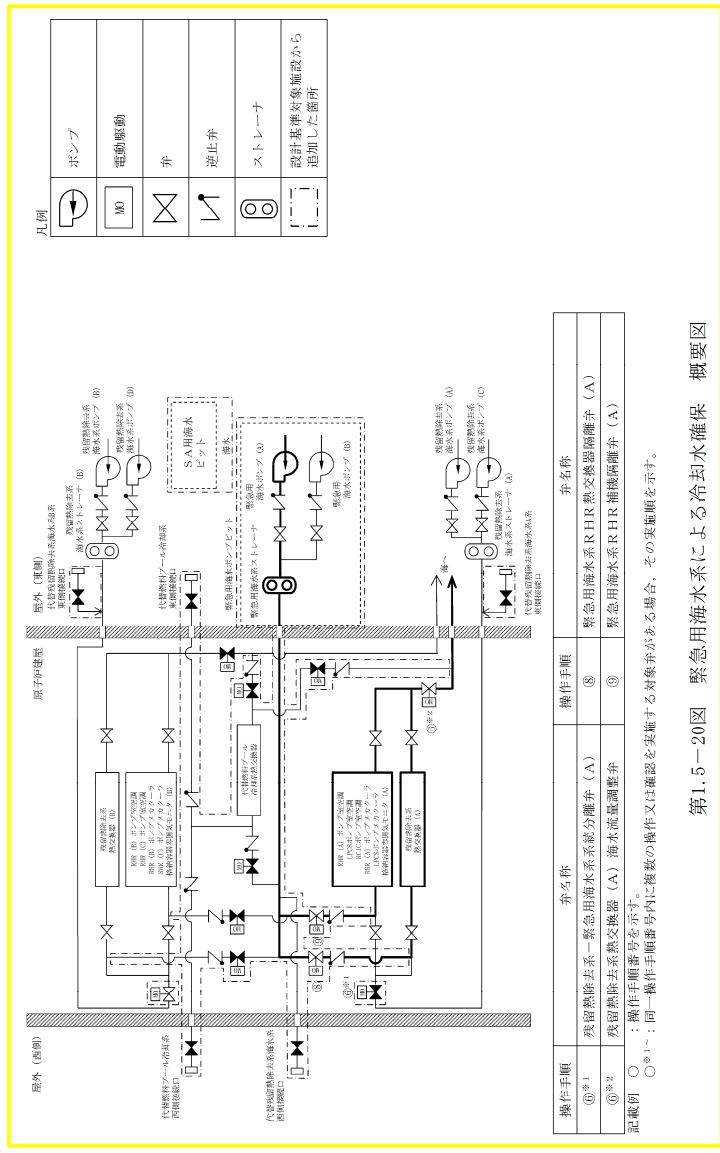 凡例
ポンプ
MO
電動駆動
弁
逆止弁
ストレーナ
設計基準対象施設から
追加した箇所
屋外（西側）
原子炉建屋
屋外（東側）
代替燃料プール冷却系
西側接続口
代替残留熱除去系海水系
西側接続口
残留熱除去系
熱交換器（B）
RHR（B）ポンプ室空調
RHR（C）ポンプ室空調
RHR（B）ポンプメカクーラ
RHR（C）ポンプメカクーラ
格納容器雰囲気モニタ（B）
代替燃料プール
冷却系熱交換器
RHR（A）ポンプ室空調
LPCSポンプ室空調
RCICポンプ室空調
RHR（A）ポンプメカクーラ
LPCSポンプメカクーラ
格納容器雰囲気モニタ（A）
残留熱除去系
熱交換器（A）
⑥※1
⑧
⑨
⑥※2
代替残留熱除去系海水系B系
東側接続口
残留熱除去系
海水系ストレーナ（B）
残留熱除去系
海水系ポンプ（B）
残留熱除去系
海水系ポンプ（D）
代替燃料プール冷却系
東側接続口
SA用海水
ピット
海水
緊急用海水ポンプピット
緊急用海水系ストレーナ
緊急用
海水ポンプ（A）
緊急用
海水ポンプ（B）
海へ
代替残留熱除去系海水系A系
東側接続口
残留熱除去系
海水系ストレーナ（A）
残留熱除去系
海水系ポンプ（A）
残留熱除去系
海水系ポンプ（C）
操作手順 弁名称 操作手順 弁名称
⑥※1 残留熱除去系－緊急用海水系系統分離弁（A） ⑧ 緊急用海水系RHR熱交換器隔離弁（A）
⑥※2 残留熱除去系熱交換器（A）海水流量調整弁 ⑨ 緊急用海水系RHR補機隔離弁（A）
記載例 ○ ：操作手順番号を示す。
○※1～：同一操作手順番号内に複数の操作又は確認を実施する対象弁がある場合，その実施順を示す。
第1.5－20図 緊急用海水系による冷却水確保 概要図